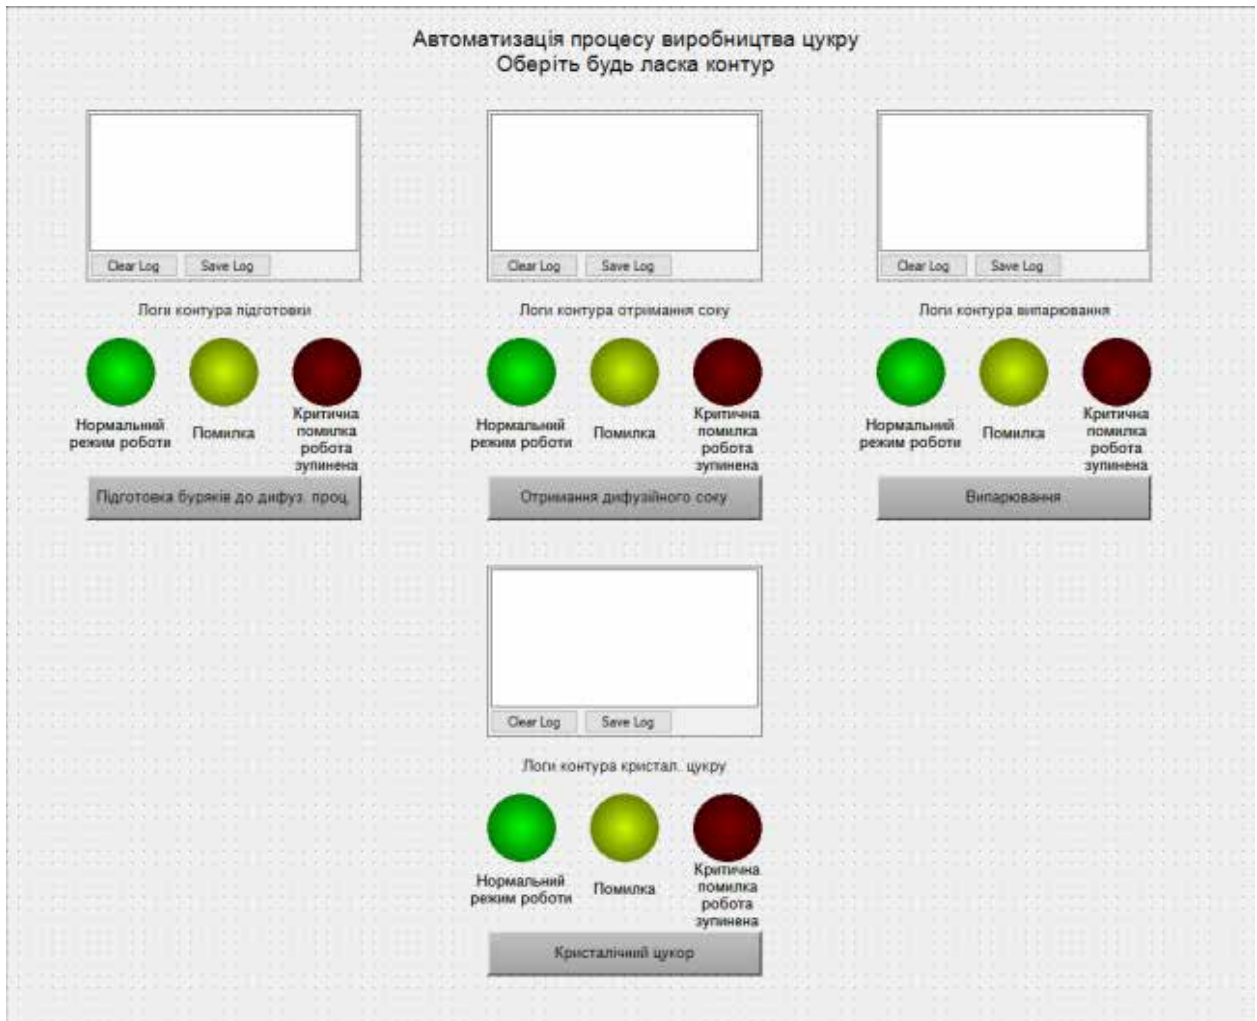 Автоматизація процесу виробництва цукру
Оберіть будь ласка контур
Clear Log
Save Log
Логи контура підготовки
Нормальний
режим роботи
Помилка
Критична
помилка
робота
зупинена
Підготовка буряків до дифуз. проц.
Clear Log
Save Log
Логи контура отримання соку
Нормальний
режим роботи
Помилка
Критична
помилка
робота
зупинена
Отримання дифузійного соку
Clear Log
Save Log
Логи контура випарювання
Нормальний
режим роботи
Помилка
Критична
помилка
робота
зупинена
Випарювання
Clear Log
Save Log
Логи контура кристал. цукру
Нормальний
режим роботи
Помилка
Критична
помилка
робота
зупинена
Кристалічний цукор